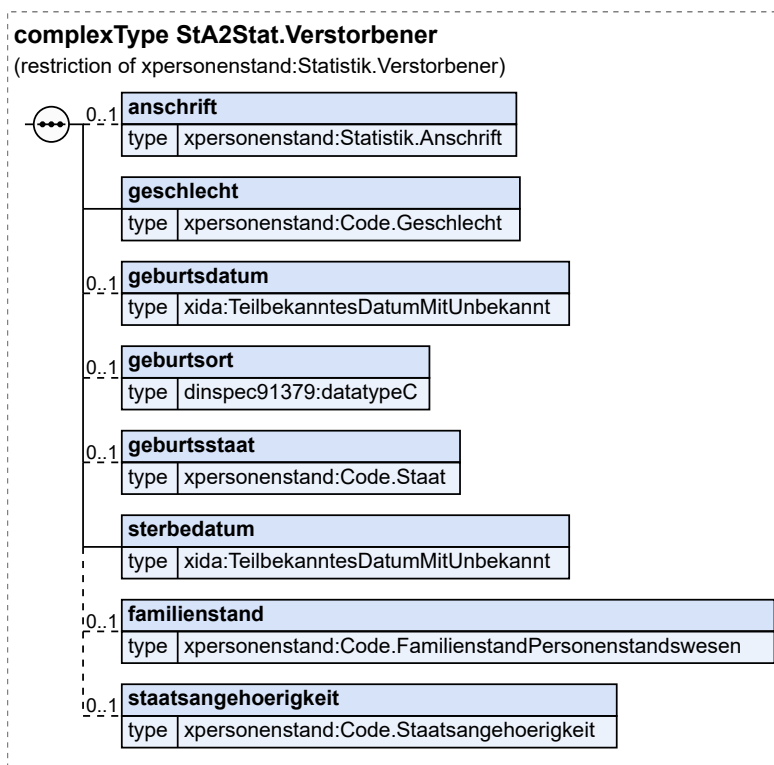 complexType StA2Stat.Verstorbener
(restriction of xpersonenstand:Statistik.Verstorbener)
0..1 anschrift
type xpersonenstand:Statistik.Anschrift
geschlecht
type xpersonenstand:Code.Geschlecht
0..1 geburtsdatum
type xida:TeilbekanntesDatumMitUnbekannt
0..1 geburtsort
type dinspec91379:datatypeC
0..1 geburtsstaat
type xpersonenstand:Code.Staat
sterbedatum
type xida:TeilbekanntesDatumMitUnbekannt
0..1 familienstand
type xpersonenstand:Code.FamilienstandPersonenstandswesen
0..1 staatsangehoerigkeit
type xpersonenstand:Code.Staatsangehoerigkeit